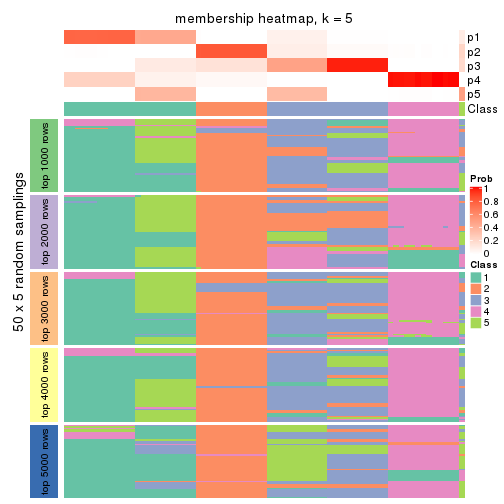 membership heatmap, k = 5
p1
p2
p3
p4
p5
Class
50 x 5 random samplings
top 1000 rows
top 2000 rows
top 3000 rows
top 4000 rows
top 5000 rows
Prob
1
0.8
0.6
0.4
0.2
0
Class
1
2
3
4
5